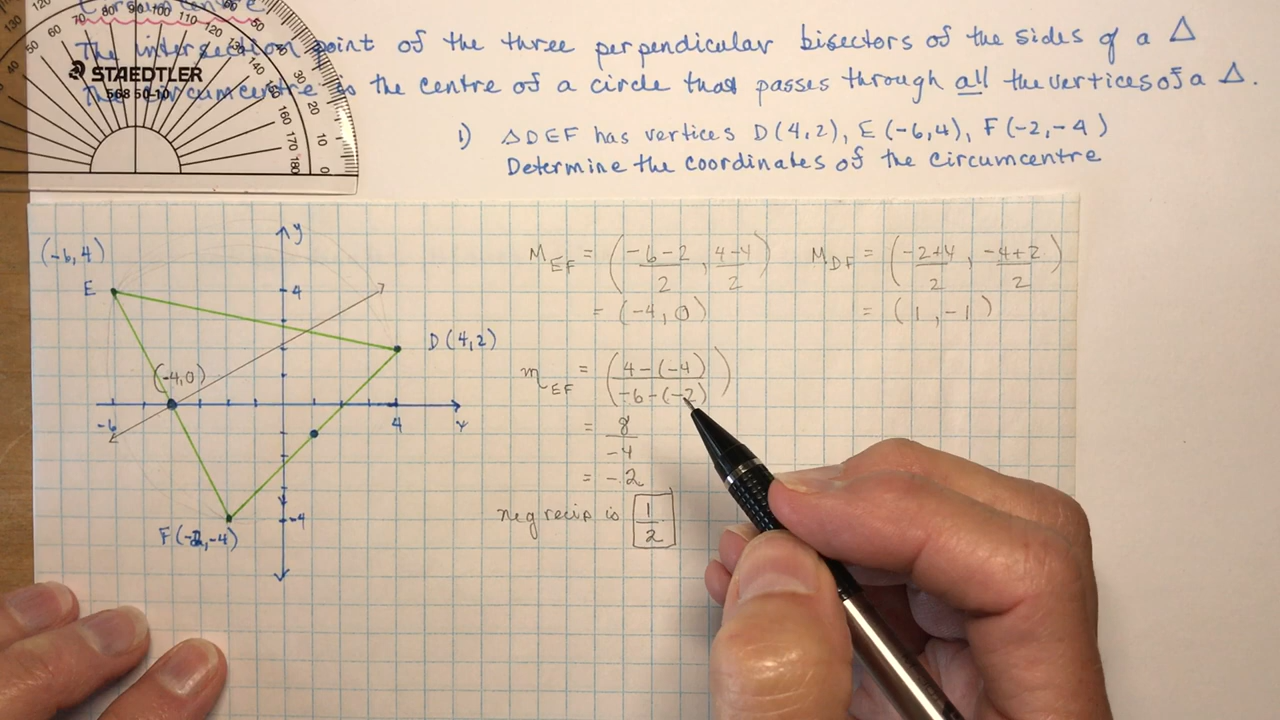 Circumcentre
The intersection point of the three perpendicular bisectors of the sides of a Δ
The circumcentre is the centre of a circle that passes through all the vertices of a Δ.
STAEDTLER
568 50-10
1) ΔDEF has vertices D(4,2), E(-6,4), F(-2,-4)
Determine the coordinates of the circumcentre
(-6,4)
E
y
4
D(4,2)
(-4,0)
-6
4
x
-4
F(-2,-4)
M_EF = (-6-2/2, 4-4/2)
= (-4,0)
M_DF = (-2+4/2, -4+2/2)
= (1,-1)
m_EF = (4-(-4)/-6-(-2))
= 8/-4
= -2
neg recip is 1/2